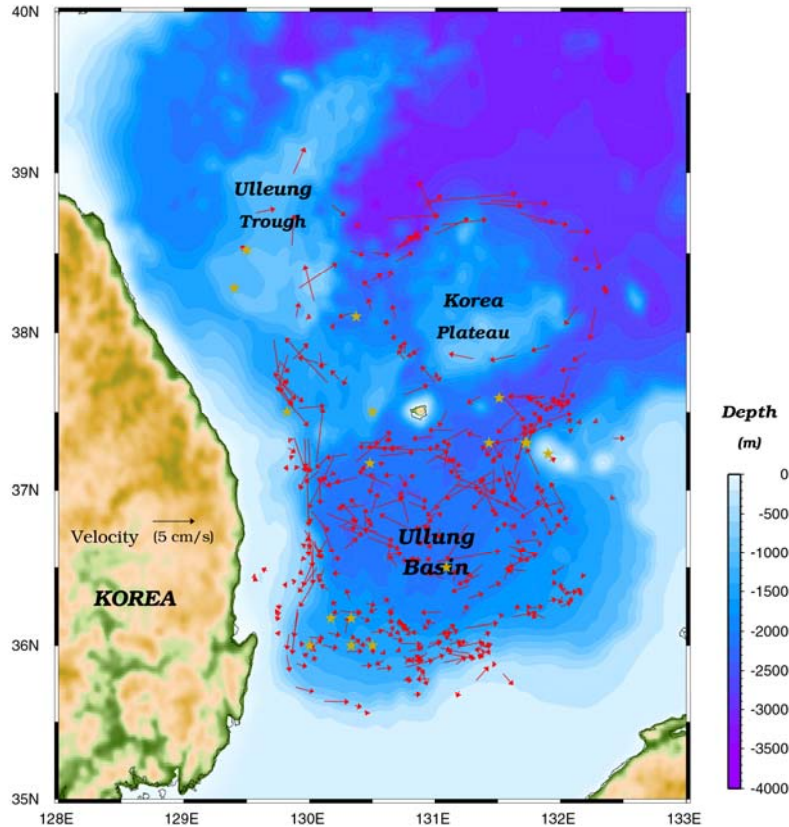 40N
39N
38N
37N
36N
35N
128E
129E
130E
131E
132E
133E
Ulleung
Trough
Korea
Plateau
Ullung
Basin
Velocity
(5 cm/s)
KOREA
Depth
(m)
0
-500
-1000
-1500
-2000
-2500
-3000
-3500
-4000